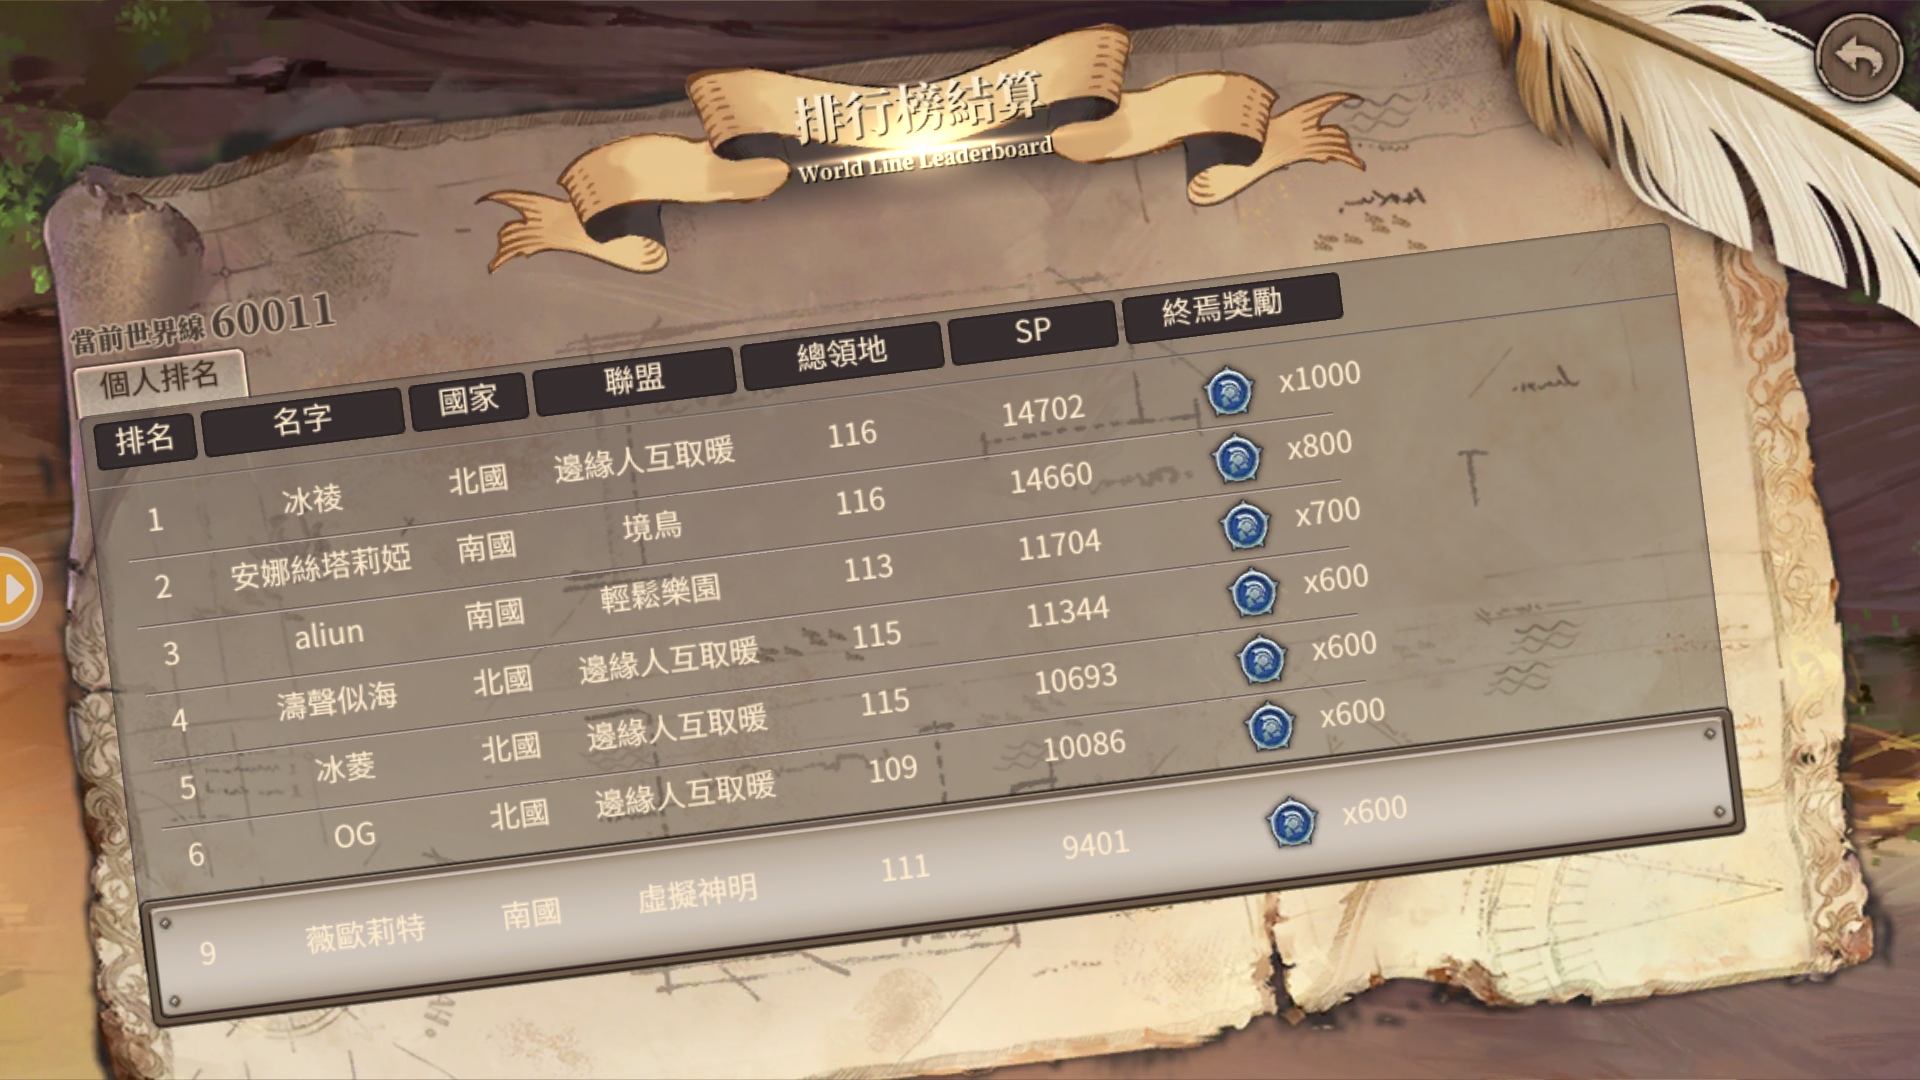 排行榜結算
World Line Leaderboard
當前世界線 60011
個人排名
排名 名字 國家 聯盟 總領地 SP 終焉獎勵
1 冰祾 北國 邊緣人互取暖 116 14702 x1000
2 安娜絲塔莉婭 南國 境鳥 116 14660 x800
3 aliun 南國 輕鬆樂園 113 11704 x700
4 濤聲似海 北國 邊緣人互取暖 115 11344 x600
5 冰菱 北國 邊緣人互取暖 115 10693 x600
6 OG 北國 邊緣人互取暖 109 10086 x600
9 薇歐莉特 南國 虛擬神明 111 9401 x600